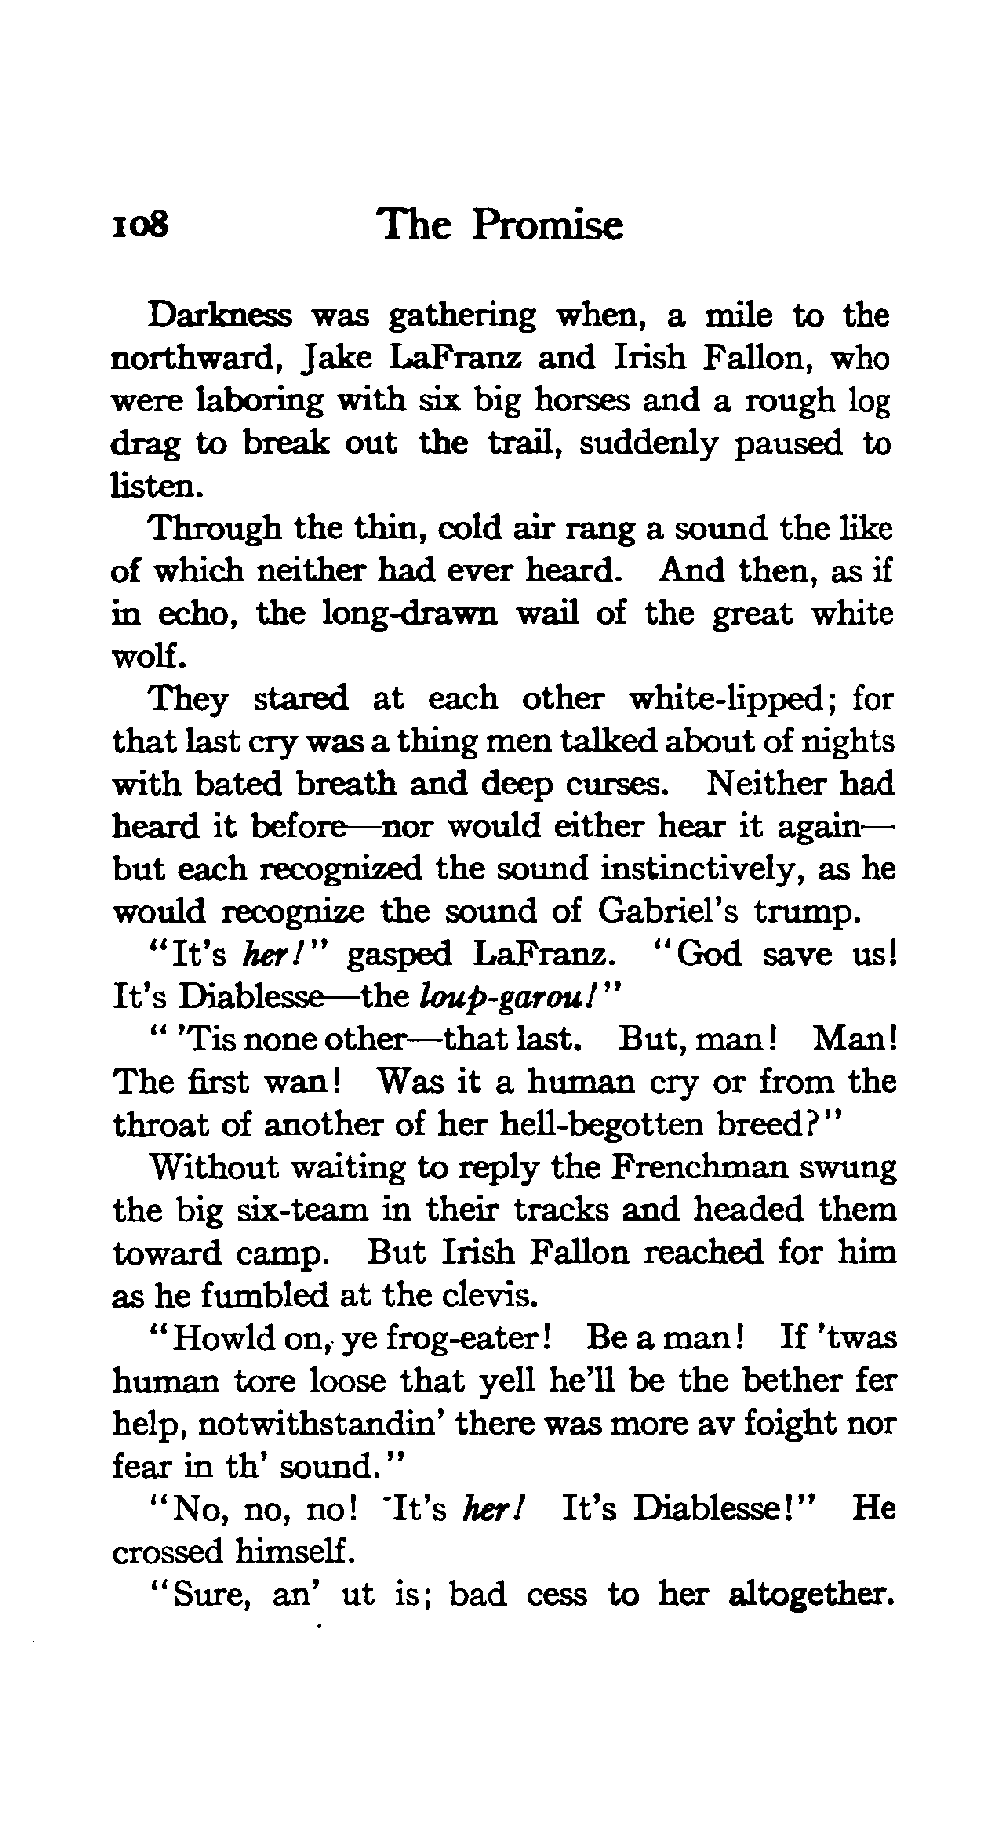 108 The Promise
Darkness was gathering when, a mile to the
northward, Jake LaFranz and Irish Fallon, who
were laboring with six big horses and a rough log
drag to break out the trail, suddenly paused to
listen.
Through the thin, cold air rang a sound the like
of which neither had ever heard. And then, as if
in echo, the long-drawn wail of the great white
wolf.
They stared at each other white-lipped; for
that last cry was a thing men talked about of nights
with bated breath and deep curses. Neither had
heard it before—nor would either hear it again—
but each recognized the sound instinctively, as he
would recognize the sound of Gabriel's trump.
"It's her!" gasped LaFranz. "God save us!
It's Diablesse—the loup-garou!"
"'Tis none other—that last. But, man! Man!
The first wan! Was it a human cry or from the
throat of another of her hell-begotten breed?"
Without waiting to reply the Frenchman swung
the big six-team in their tracks and headed them
toward camp. But Irish Fallon reached for him
as he fumbled at the clevis.
"Howld on, ye frog-eater! Be a man! If 'twas
human tore loose that yell he'll be the bether fer
help, notwithstandin' there was more av foight nor
fear in th' sound."
"No, no, no! It's her! It's Diablesse!" He
crossed himself.
"Sure, an' ut is; bad cess to her altogether.